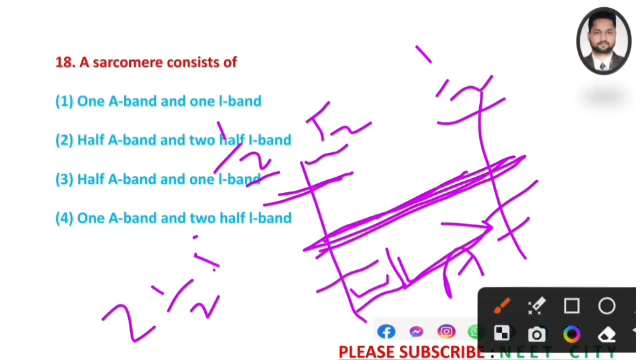 18. A sarcomere consists of
(1) One A-band and one I-band
(2) Half A-band and two half I-band
(3) Half A-band and one I-band
(4) One A-band and two half I-band
PLEASE SUBSCRIBE : NEET CITY